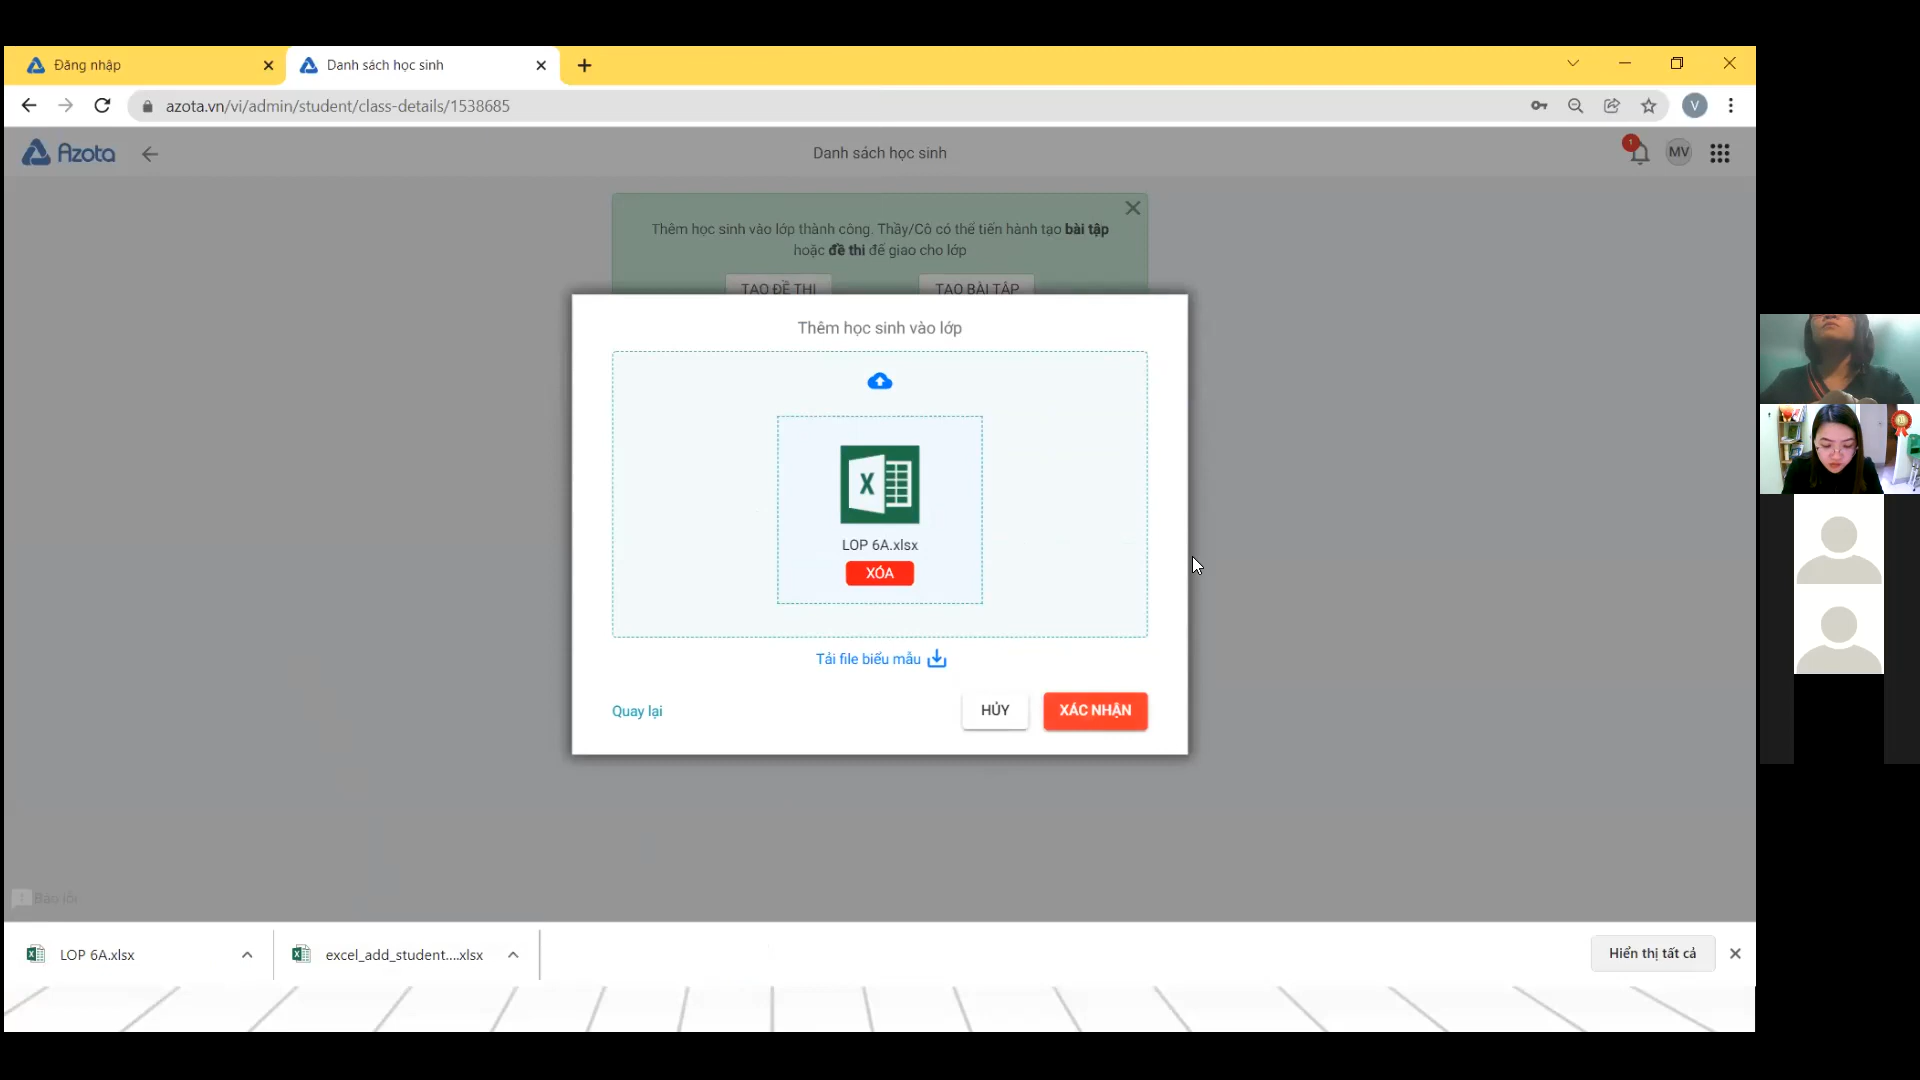 Đăng nhập
Danh sách học sinh
azota.vn/vi/admin/student/class-details/1538685
V
Azota
Danh sách học sinh
1
MV
Thêm học sinh vào lớp thành công. Thầy/Cô có thể tiến hành tạo bài tập
hoặc đề thi để giao cho lớp
TẠO ĐỀ THI
TẠO BÀI TẬP
Thêm học sinh vào lớp
X
LOP 6A.xlsx
XÓA
Tải file biểu mẫu
Quay lại
HỦY
XÁC NHẬN
Báo lỗi
LOP 6A.xlsx
excel_add_student....xlsx
Hiển thị tất cả